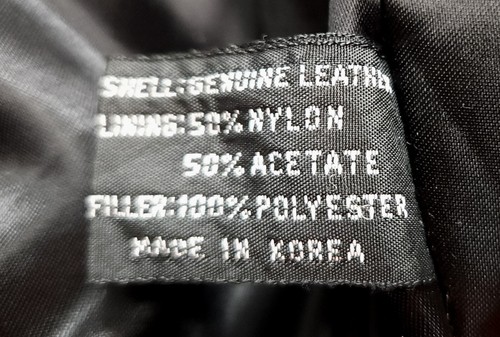 SHELL:GENUINE LEATHER
LINING:50%NYLON
50%ACETATE
FILLER:100%POLYESTER
MADE IN KOREA